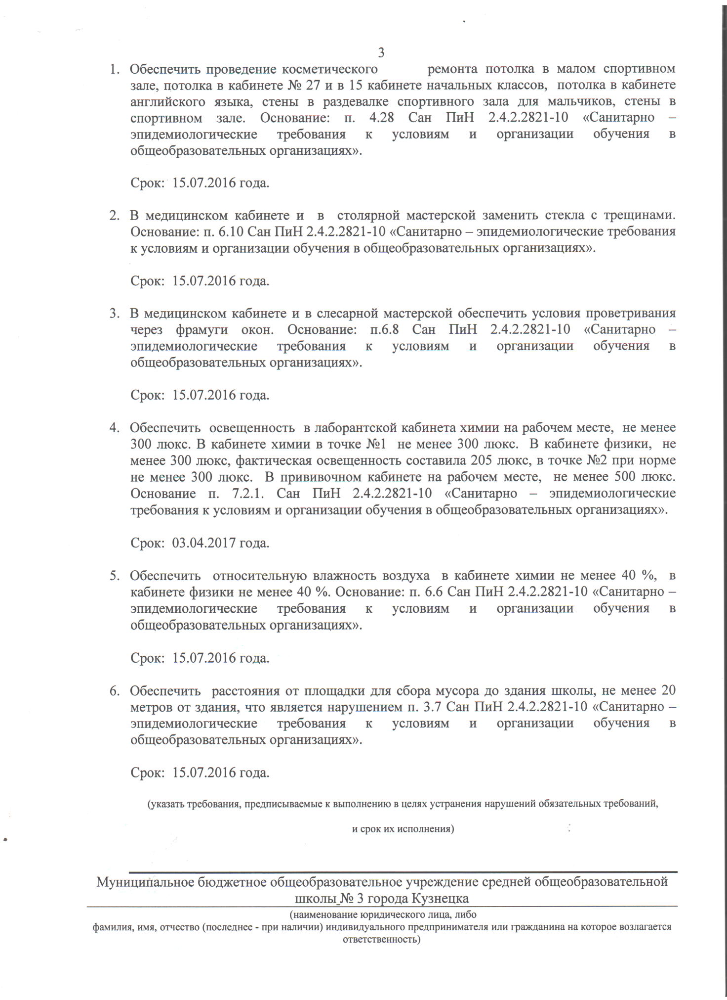 3
1. Обеспечить проведение косметического ремонта потолка в малом спортивном
зале, потолка в кабинете № 27 и в 15 кабинете начальных классов, потолка в кабинете
английского языка, стены в раздевалке спортивного зала для мальчиков, стены в
спортивном зале. Основание: п. 4.28 Сан ПиН 2.4.2.2821-10 «Санитарно –
эпидемиологические требования к условиям и организации обучения в
общеобразовательных организациях».
Срок: 15.07.2016 года.
2. В медицинском кабинете и в столярной мастерской заменить стекла с трещинами.
Основание: п. 6.10 Сан ПиН 2.4.2.2821-10 «Санитарно – эпидемиологические требования
к условиям и организации обучения в общеобразовательных организациях».
Срок: 15.07.2016 года.
3. В медицинском кабинете и в слесарной мастерской обеспечить условия проветривания
через фрамуги окон. Основание: п.6.8 Сан ПиН 2.4.2.2821-10 «Санитарно –
эпидемиологические требования к условиям и организации обучения в
общеобразовательных организациях».
Срок: 15.07.2016 года.
4. Обеспечить освещенность в лаборантской кабинета химии на рабочем месте, не менее
300 люкс. В кабинете химии в точке №1 не менее 300 люкс. В кабинете физики, не
менее 300 люкс, фактическая освещенность составила 205 люкс, в точке №2 при норме
не менее 300 люкс. В прививочном кабинете на рабочем месте, не менее 500 люкс.
Основание п. 7.2.1. Сан ПиН 2.4.2.2821-10 «Санитарно – эпидемиологические
требования к условиям и организации обучения в общеобразовательных организациях».
Срок: 03.04.2017 года.
5. Обеспечить относительную влажность воздуха в кабинете химии не менее 40 %, в
кабинете физики не менее 40 %. Основание: п. 6.6 Сан ПиН 2.4.2.2821-10 «Санитарно –
эпидемиологические требования к условиям и организации обучения в
общеобразовательных организациях».
Срок: 15.07.2016 года.
6. Обеспечить расстояния от площадки для сбора мусора до здания школы, не менее 20
метров от здания, что является нарушением п. 3.7 Сан ПиН 2.4.2.2821-10 «Санитарно –
эпидемиологические требования к условиям и организации обучения в
общеобразовательных организациях».
Срок: 15.07.2016 года.
(указать требования, предписываемые к выполнению в целях устранения нарушений обязательных требований,
и срок их исполнения)
Муниципальное бюджетное общеобразовательное учреждение средней общеобразовательной
школы № 3 города Кузнецка
(наименование юридического лица, либо
фамилия, имя, отчество (последнее - при наличии) индивидуального предпринимателя или гражданина на которое возлагается
ответственность)